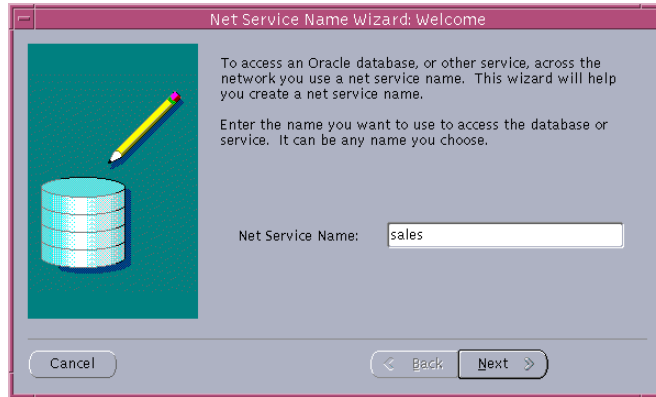 Net Service Name Wizard: Welcome
To access an Oracle database, or other service, across the
network you use a net service name.  This wizard will help
you create a net service name.
Enter the name you want to use to access the database or
service.  It can be any name you choose.
Net Service Name: sales
Cancel Back Next